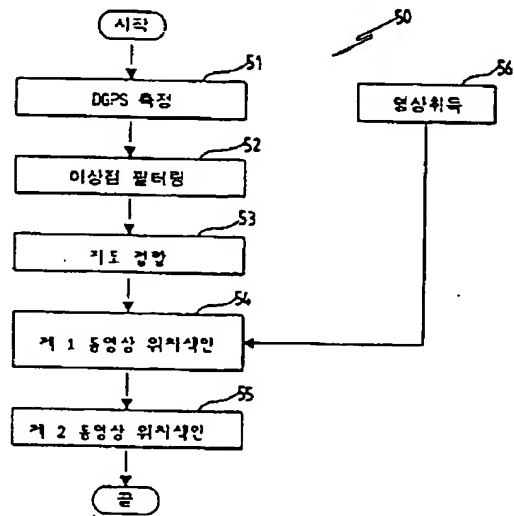 시작
50
51
DGPS 측정
56
영상취득
52
이상점 필터링
53
지도 접합
54
제 1 동영상 위치색인
55
제 2 동영상 위치색인
끝